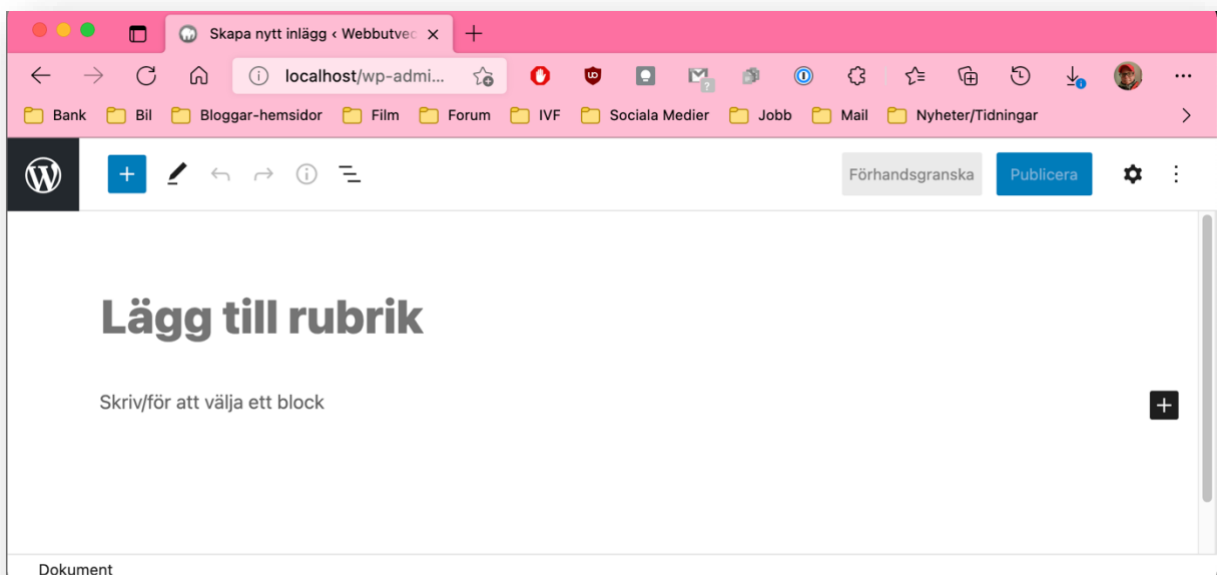 Skapa nytt inlägg ‹ Webbutvec
localhost/wp-admi...
Bank Bil Bloggar-hemsidor Film Forum IVF Sociala Medier Jobb Mail Nyheter/Tidningar
Förhandsgranska Publicera
Lägg till rubrik
Skriv/för att välja ett block
Dokument